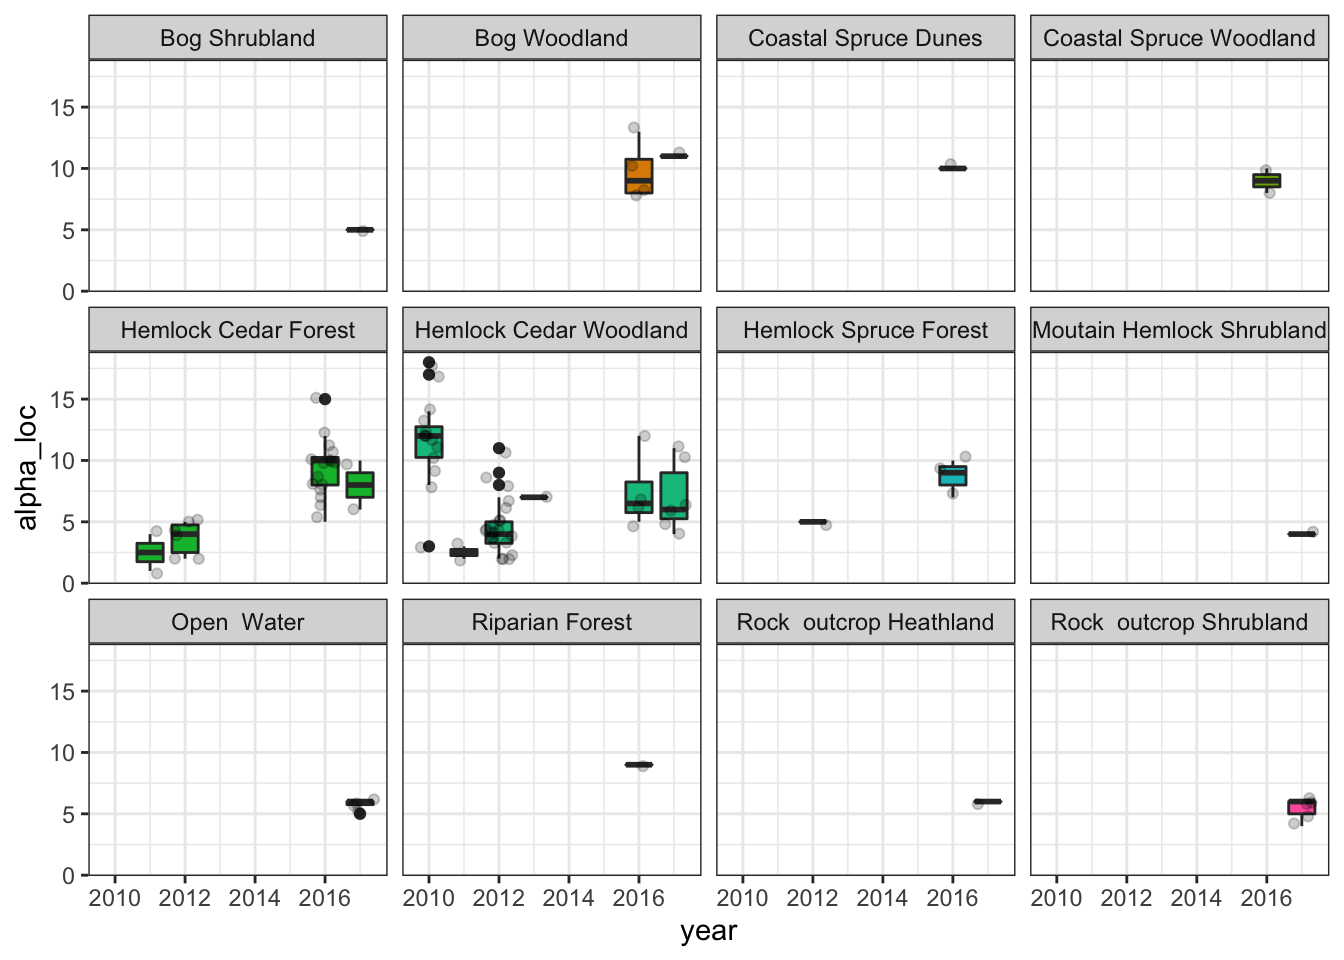 Bog Shrubland
Bog Woodland
Coastal Spruce Dunes
Coastal Spruce Woodland
15
10
5
0
Hemlock Cedar Forest
Hemlock Cedar Woodland
Hemlock Spruce Forest
Moutain Hemlock Shrubland
15
10
5
0
alpha_loc
Open  Water
Riparian Forest
Rock  outcrop Heathland
Rock  outcrop Shrubland
15
10
5
0
2010 2012 2014 2016
2010 2012 2014 2016
2010 2012 2014 2016
2010 2012 2014 2016
year